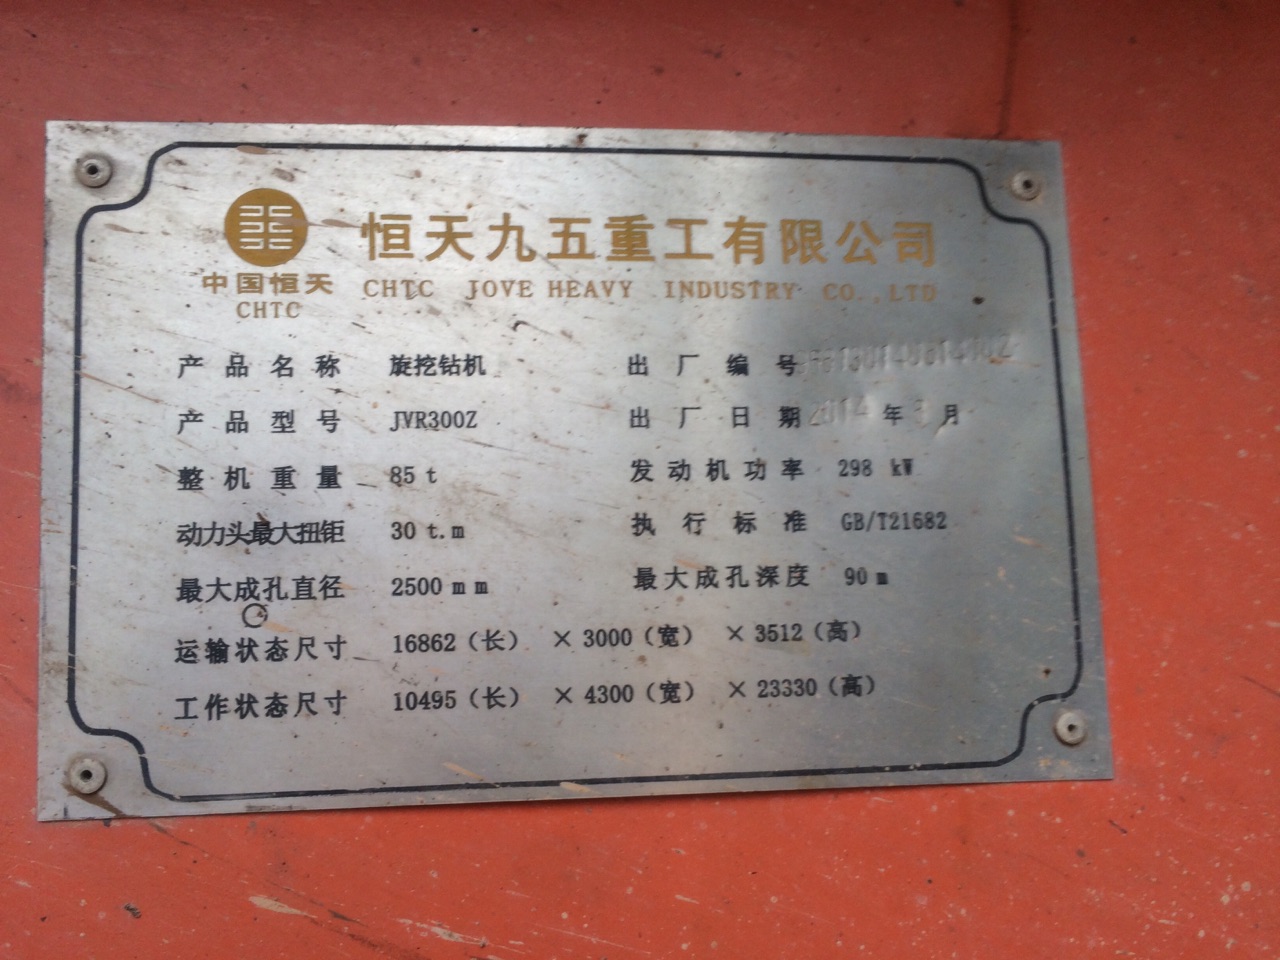 恒天九五重工有限公司
中国恒天
CHTC
CHTC JOVE HEAVY INDUSTRY CO.,LTD
产品名称 旋挖钻机 出厂编号
产品型号 JVR300Z 出厂日期 2014 年 月
整机重量 85 t 发动机功率 298 kW
动力头最大扭钜 30 t.m 执行标准 GB/T21682
最大成孔直径 2500 mm 最大成孔深度 90 m
运输状态尺寸 16862(长) × 3000(宽) × 3512(高)
工作状态尺寸 10495(长) × 4300(宽) × 23330(高)